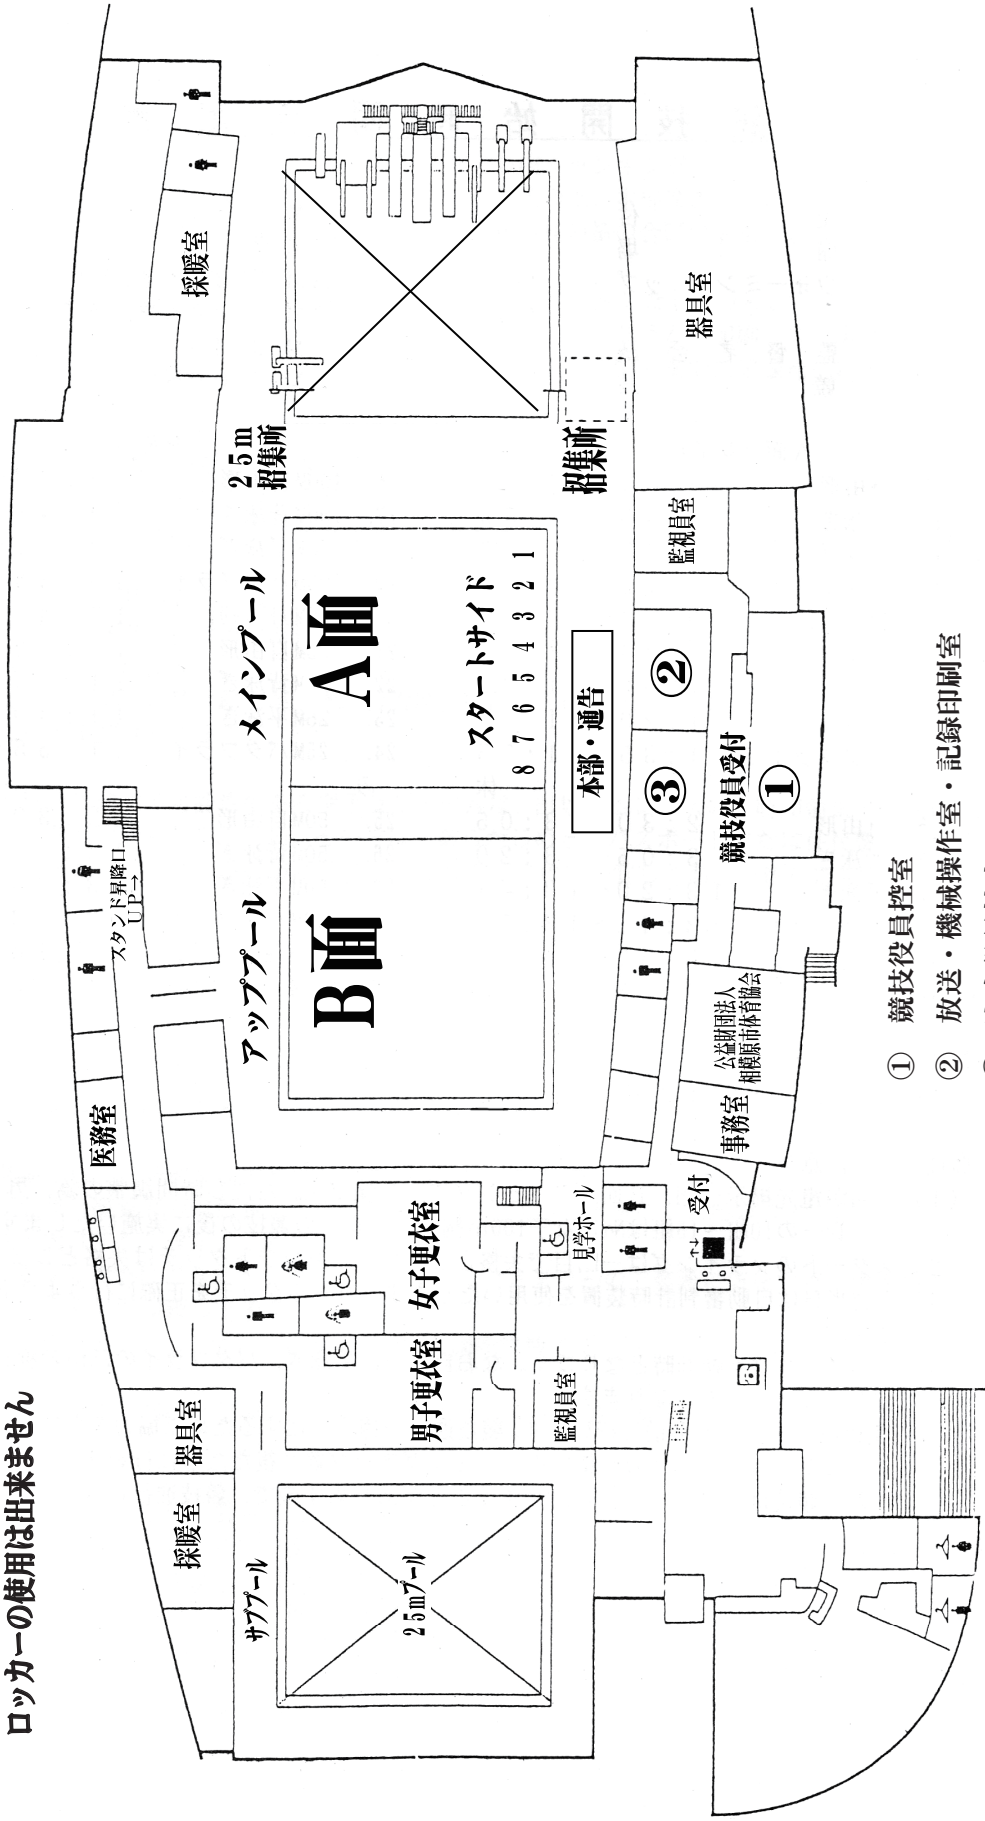 ロッカーの使用は出来ません
採暖室
器具室
医務室
スタンド昇降口
UP→
採暖室
サブプール
25mプール
男子更衣室
女子更衣室
監視員室
見学ホール
受付
事務室
公益財団法人
相模原市体育協会
アッププール
B面
メインプール
A面
スタートサイド
8 7 6 5 4 3 2 1
本部・通告
25m
招集所
招集所
監視員室
器具室
②
③
競技役員受付
①
① 競技役員控室
② 放送・機械操作室・記録印刷室